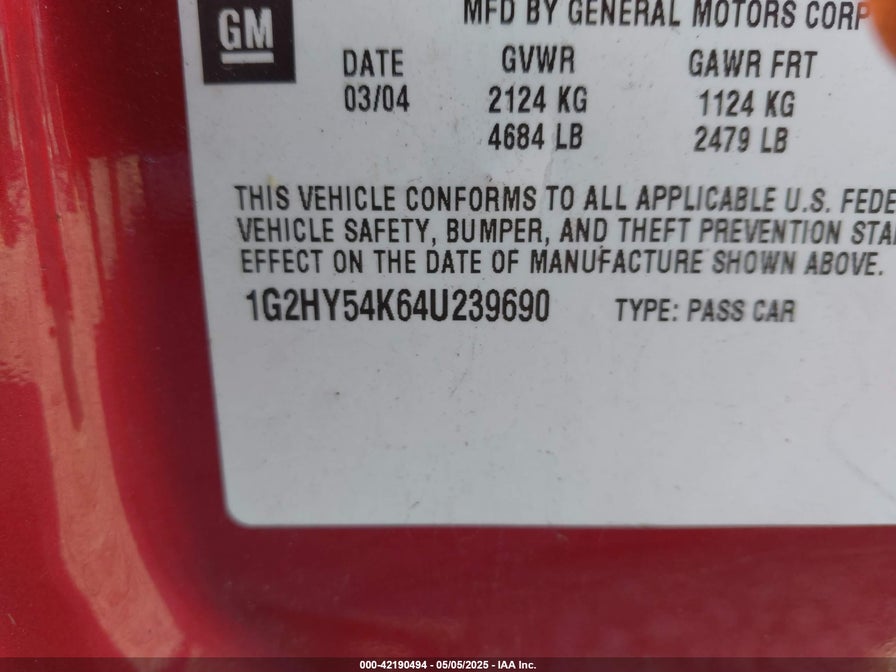 GM
MFD BY GENERAL MOTORS CORP
DATE GVWR GAWR FRT
03/04 2124 KG 1124 KG
4684 LB 2479 LB
THIS VEHICLE CONFORMS TO ALL APPLICABLE U.S. FEDE
VEHICLE SAFETY, BUMPER, AND THEFT PREVENTION STA
EFFECT ON THE DATE OF MANUFACTURE SHOWN ABOVE.
1G2HY54K64U239690 TYPE: PASS CAR
000-42190494 - 05/05/2025 - IAA Inc.